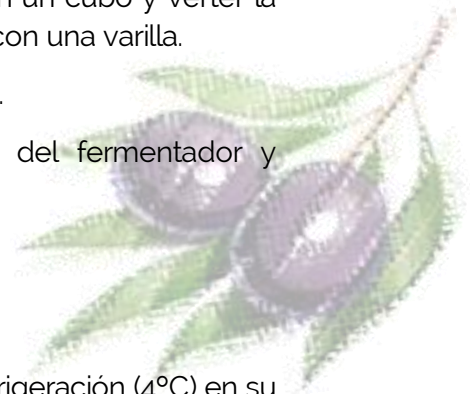 un cubo y verter la
con una varilla.
.
del fermentador y
rigeración (4ºC) en su